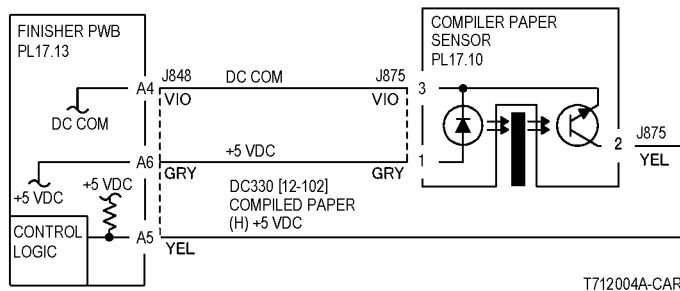 FINISHER PWB
PL17.13
COMPILER PAPER
SENSOR
PL17.10
A4
J848
DC COM
J875
3
VIO
VIO
DC COM
2
J875
YEL
A6
+5 VDC
1
GRY
GRY
+5 VDC
+5 VDC
DC330 [12-102]
COMPILED PAPER
(H) +5 VDC
CONTROL
LOGIC
A5
YEL
T712004A-CAR